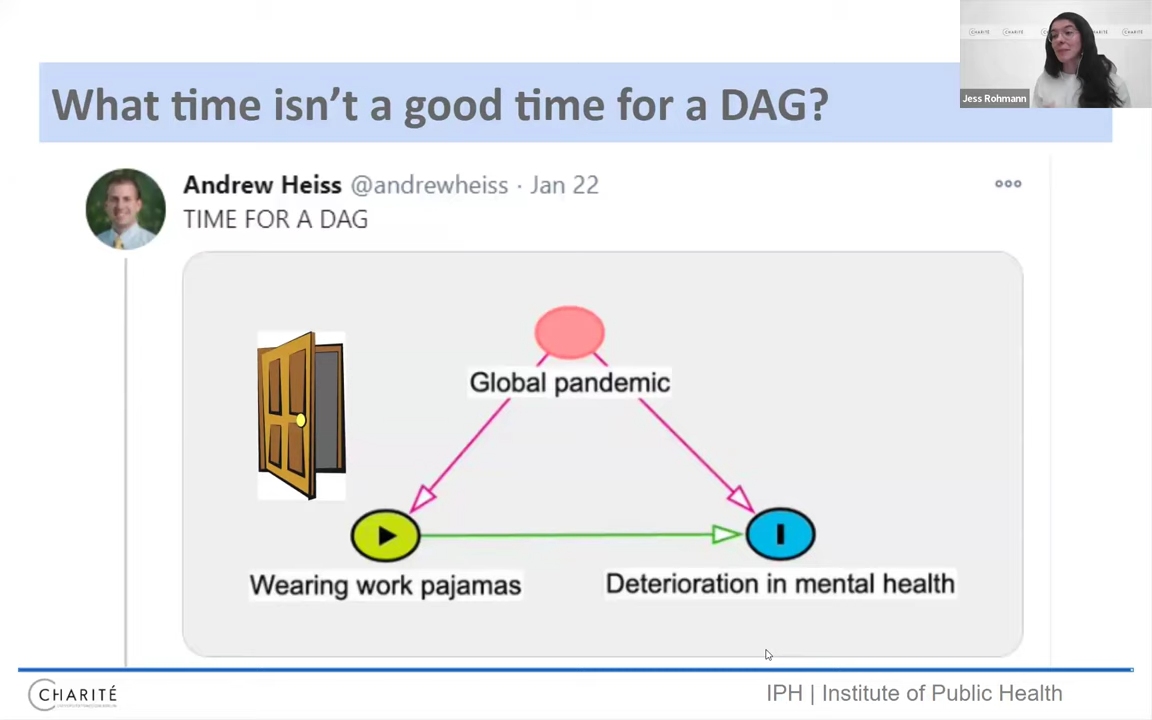 What time isn't a good time for a DAG?
Jess Rohmann
Andrew Heiss @andrewheiss · Jan 22
TIME FOR A DAG
Global pandemic
Wearing work pajamas
Deterioration in mental health
CHARITÉ
IPH | Institute of Public Health